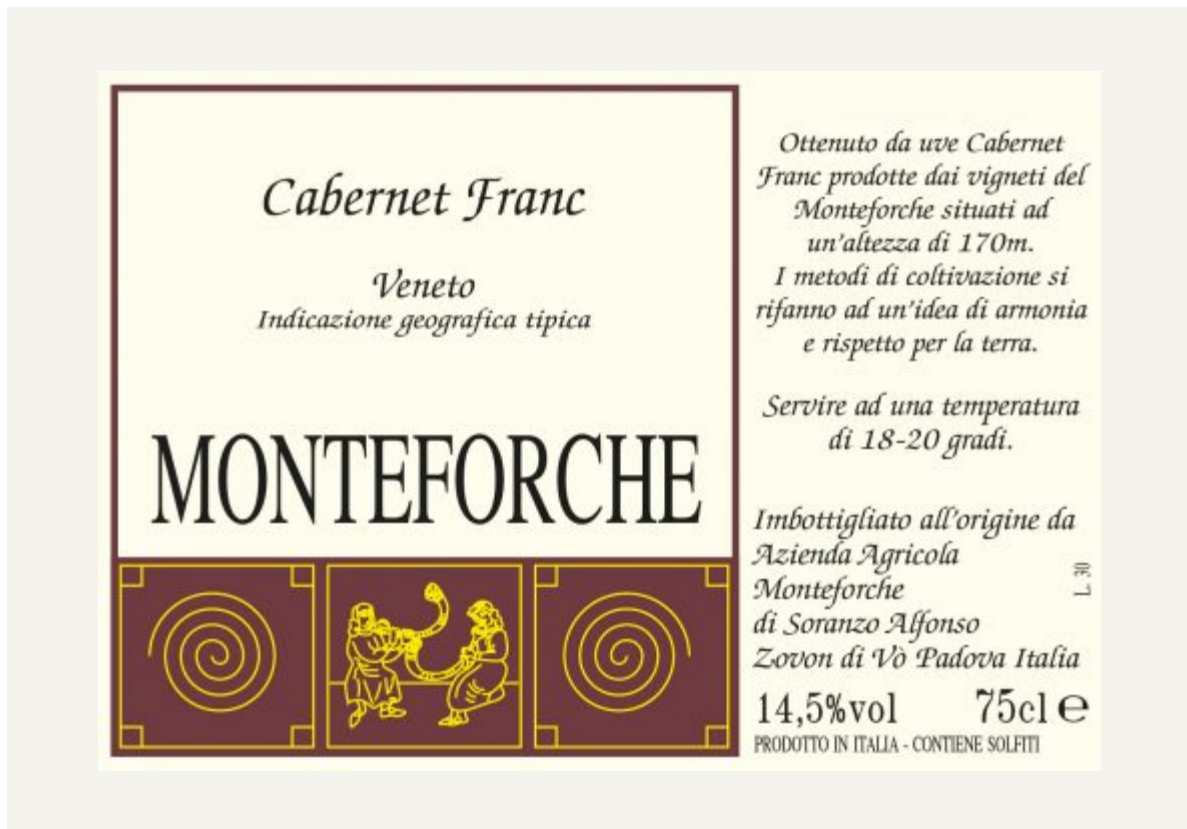 Cabernet Franc
Veneto
Indicazione geografica tipica
MONTEFORCHE
Ottenuto da uve Cabernet
Franc prodotte dai vigneti del
Monteforche situati ad
un'altezza di 170m.
I metodi di coltivazione si
rifanno ad un'idea di armonia
e rispetto per la terra.
Servire ad una temperatura
di 18-20 gradi.
Imbottigliato all'origine da
Azienda Agricola
Monteforche
di Soranzo Alfonso
Zovon di Vò Padova Italia
L. 30
14,5%vol 75cl ℮
PRODOTTO IN ITALIA - CONTIENE SOLFITI